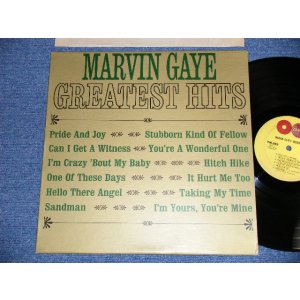 MARVIN GAYE
GREATEST HITS
Pride And Joy Stubborn Kind Of Fellow
Can I Get A Witness You're A Wonderful One
I'm Crazy 'Bout My Baby Hitch Hike
One Of These Days It Hurt Me Too
Hello There Angel Taking My Time
Sandman I'm Yours, You're Mine